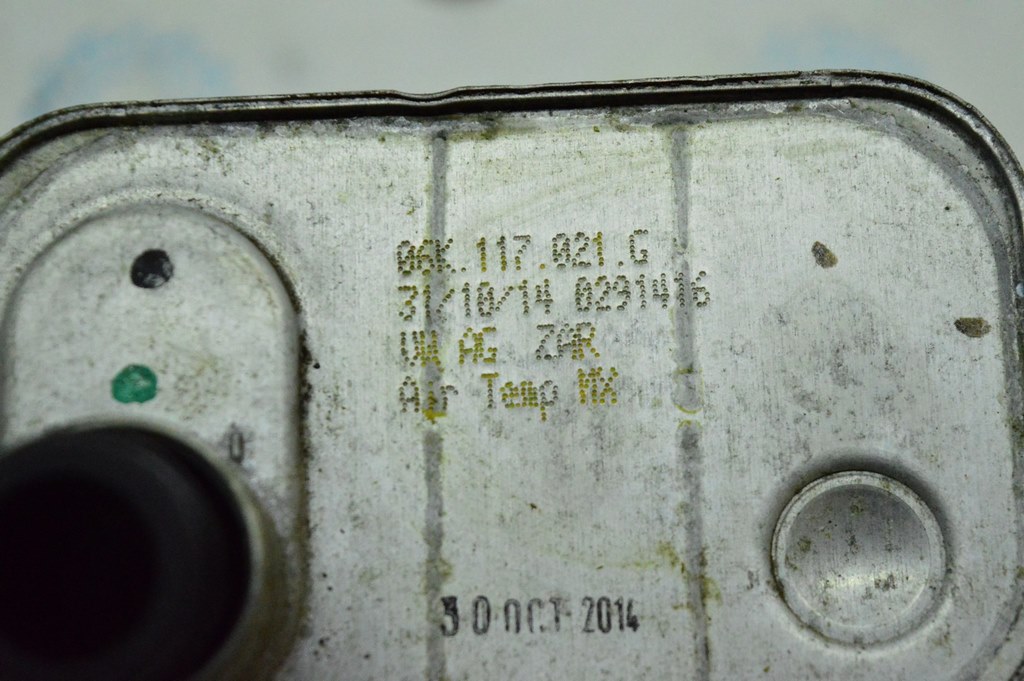 06K.117.021.G
31/10/14 0291416
VW AG ZAR
Air Temp MX
30 OCT 2014